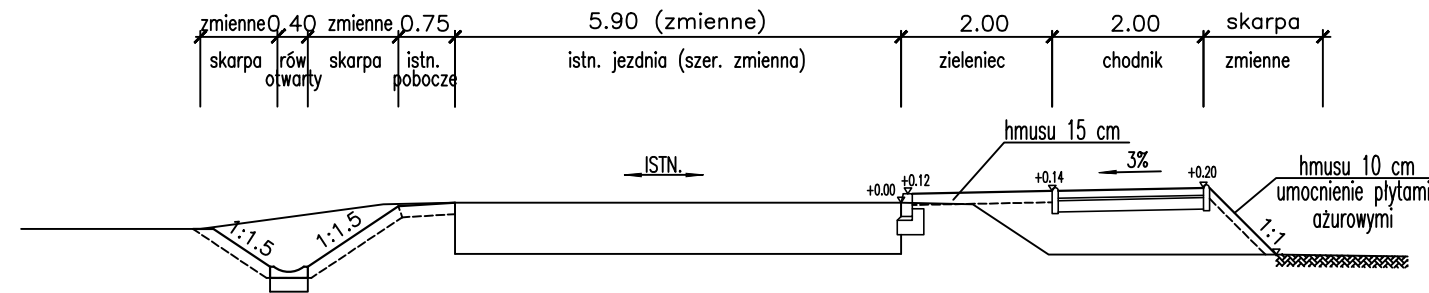 zmienne 0.40 zmienne 0.75 5.90 (zmienne) 2.00 2.00 skarpa
skarpa rów skarpa istn. istn. jezdnia (szer. zmienna) zieleniec chodnik zmienne
otwarty pobocze
hmusu 15 cm
ISTN. 3% hmusu 10 cm
+0.00 +0.12 +0.14 +0.20
umocnienie płytami
ażurowymi
1:1.5 1:1.5 1:1